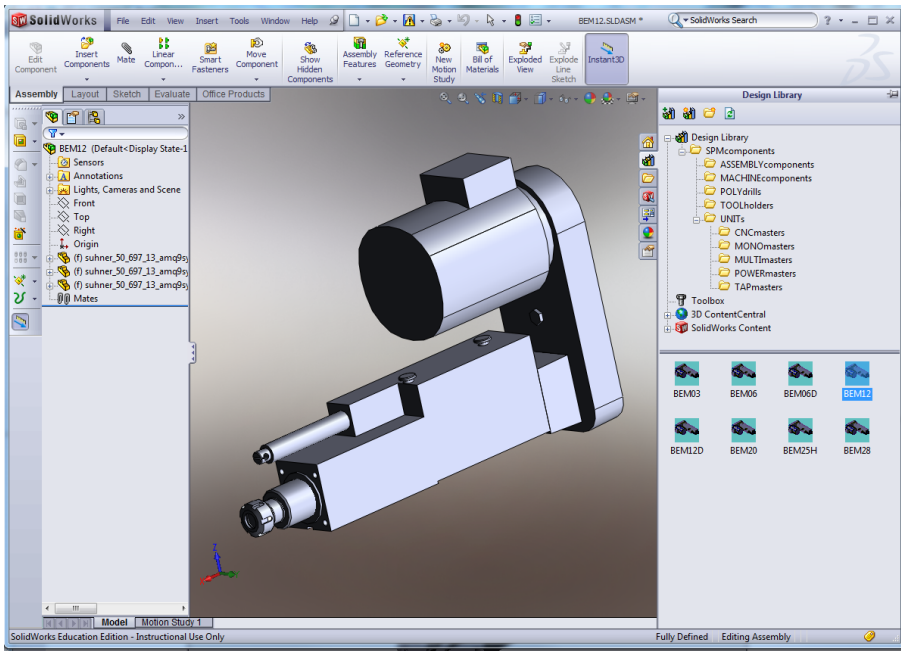 SolidWorks File Edit View Insert Tools Window Help BEM12.SLDASM * SolidWorks Search ?
Edit Component
Insert Components
Mate
Linear Compon...
Smart Fasteners
Move Component
Show Hidden Components
Assembly Features
Reference Geometry
New Motion Study
Bill of Materials
Exploded View
Explode Line Sketch
Instant3D
Assembly Layout Sketch Evaluate Office Products
Design Library
BEM12 (Default<Display State-1
Sensors
Annotations
Lights, Cameras and Scene
Front
Top
Right
Origin
(f) suhner_50_697_13_amq9sy
(f) suhner_50_697_13_amq9sy
(f) suhner_50_697_13_amq9sy
Mates
Z
Design Library
SPMcomponents
ASSEMBLYcomponents
MACHINEcomponents
POLYdrills
TOOLholders
UNITs
CNCmasters
MONOmasters
MULTImasters
POWERmasters
TAPmasters
Toolbox
3D ContentCentral
SolidWorks Content
BEM03 BEM06 BEM06D BEM12
BEM12D BEM20 BEM25H BEM28
Model Motion Study 1
SolidWorks Education Edition - Instructional Use Only Fully Defined Editing Assembly